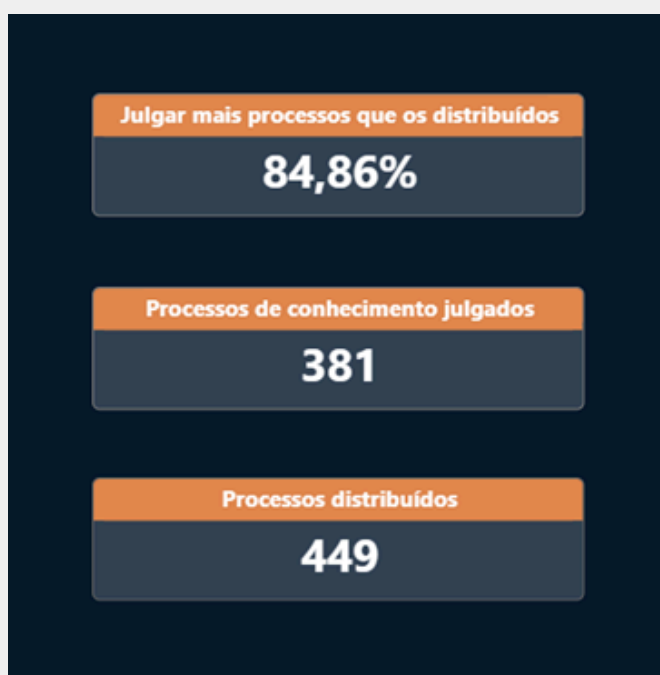 Julgar mais processos que os distribuídos
84,86%
Processos de conhecimento julgados
381
Processos distribuídos
449